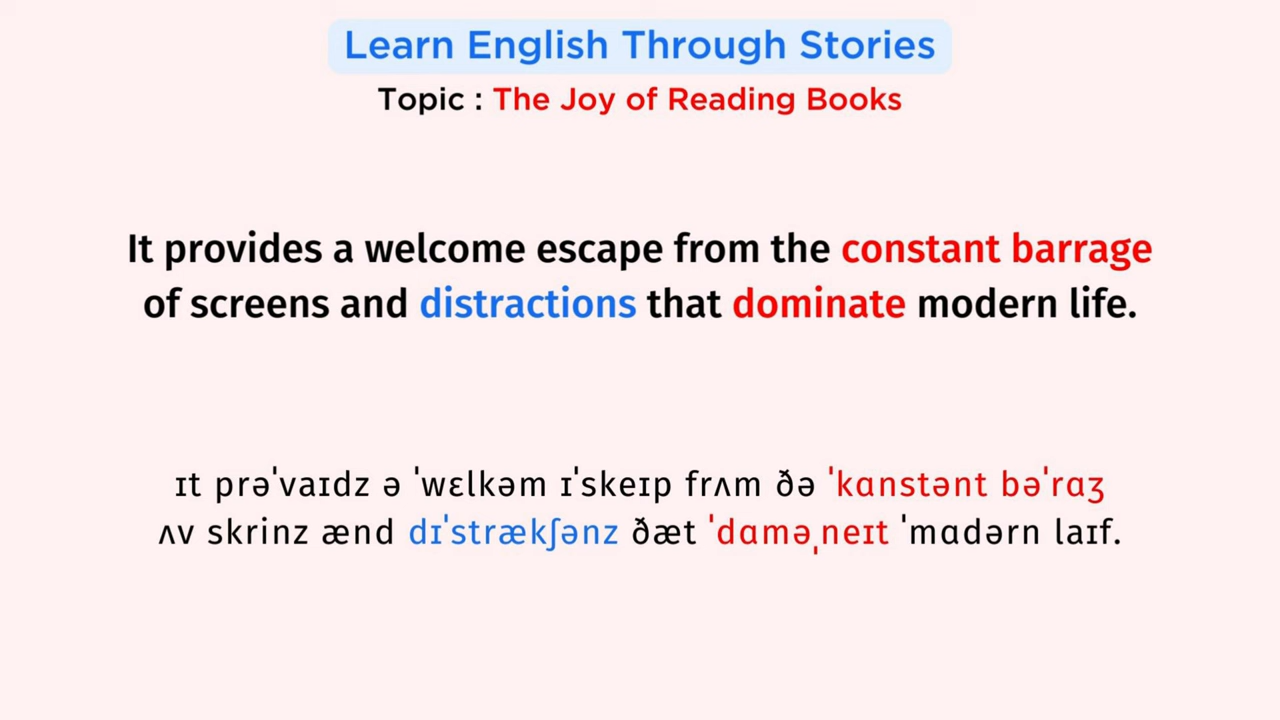 Learn English Through Stories
Topic : The Joy of Reading Books
It provides a welcome escape from the constant barrage
of screens and distractions that dominate modern life.
ɪt prəˈvaɪdz ə ˈwɛlkəm ɪˈskeɪp frʌm ðə ˈkɑnstənt bəˈrɑʒ
ʌv skrinz ænd dɪˈstrækʃənz ðæt ˈdɑməˌneɪt ˈmɑdərn laɪf.